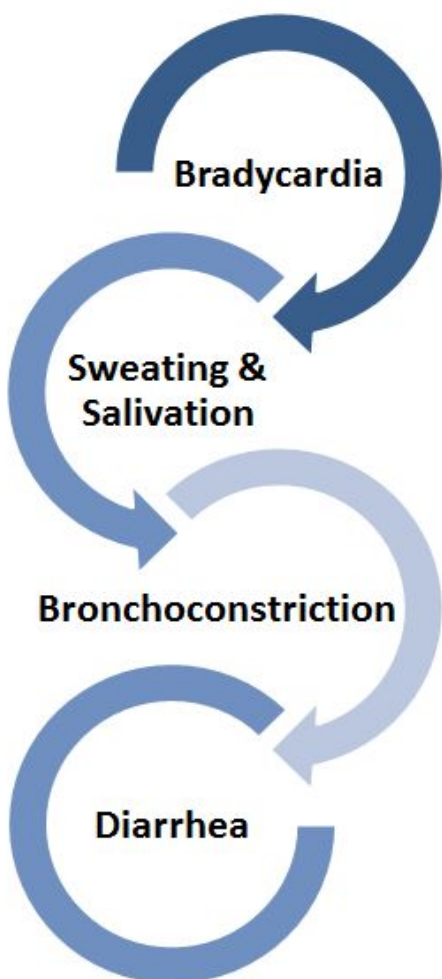 Bradycardia
Sweating &
Salivation
Bronchoconstriction
Diarrhea